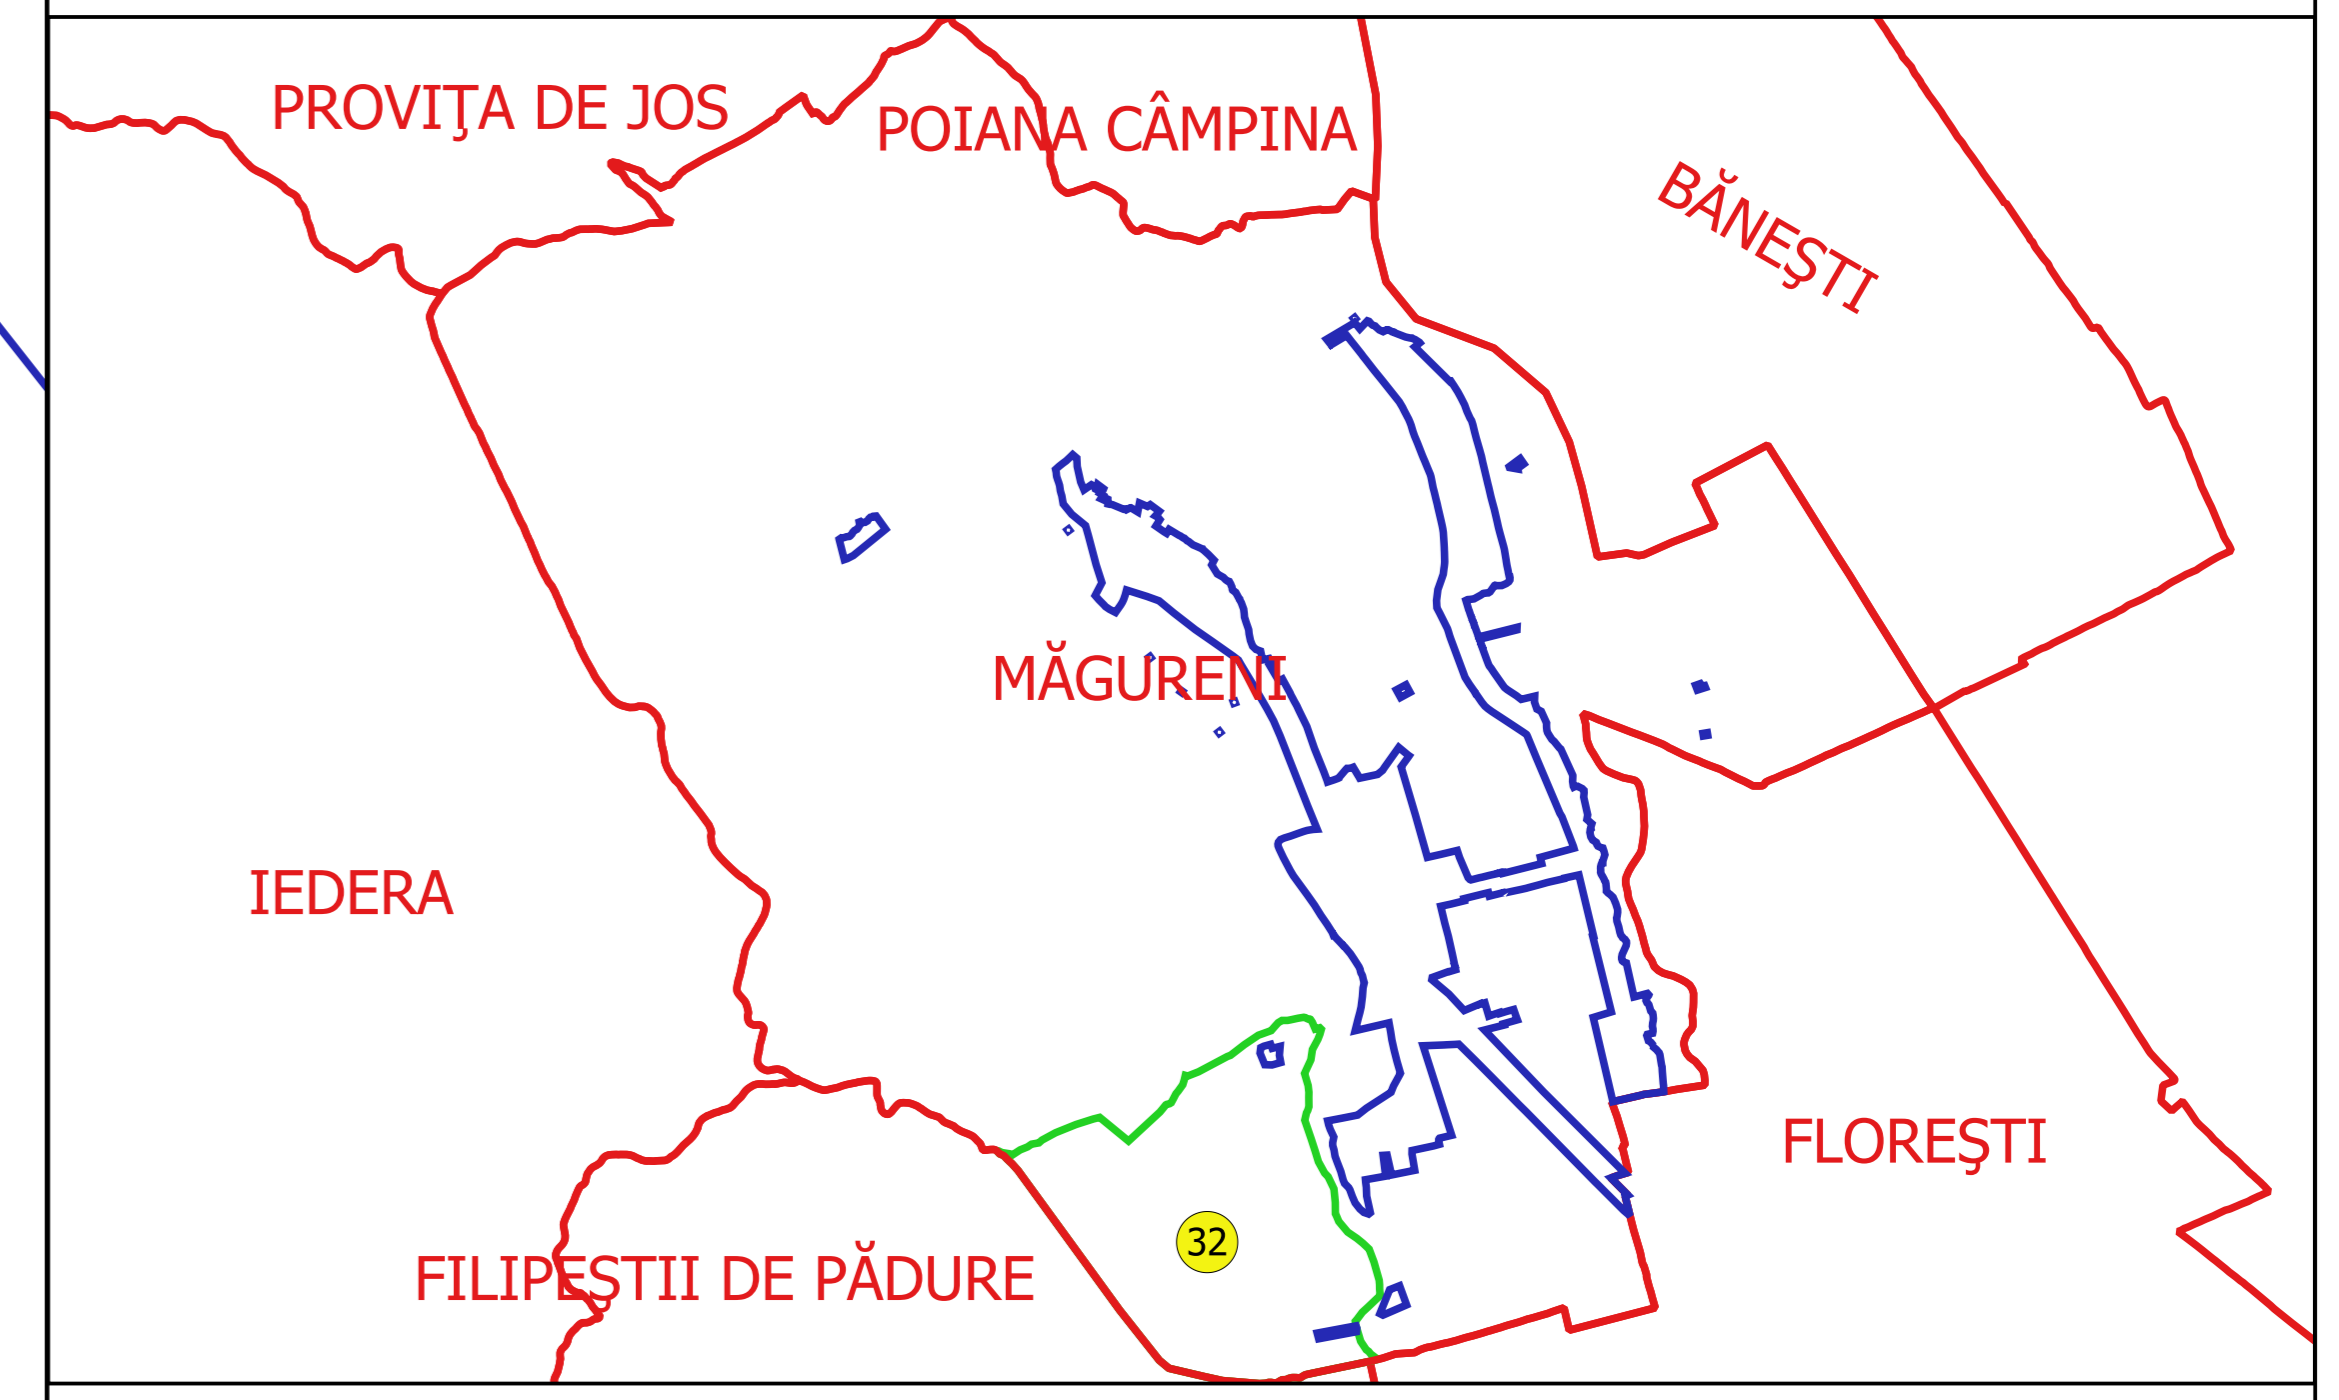 PROVIŢA DE JOS
POIANA CÂMPINA
BĂNEŞTI
MĂGURENI
IEDERA
FLOREŞTI
32
FILIPEŞTII DE PĂDURE